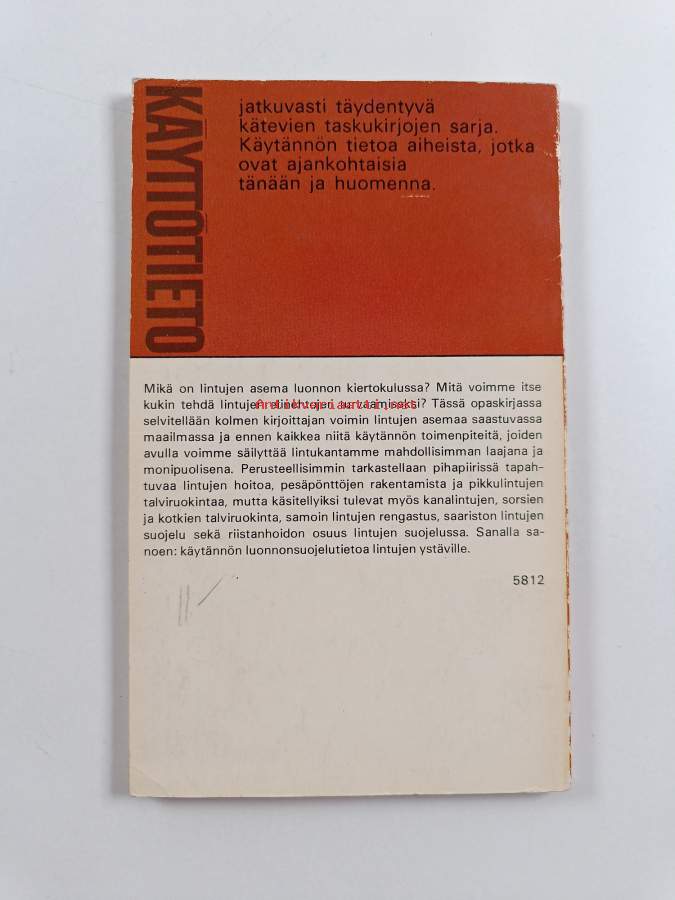 KÄYTTÖTIETO
jatkuvasti täydentyvä
kätevien taskukirjojen sarja.
Käytännön tietoa aiheista, jotka
ovat ajankohtaisia
tänään ja huomenna.
Mikä on lintujen asema luonnon kiertokulussa? Mitä voimme itse
kukin tehdä lintujen elinehtojen turvaamiseksi? Tässä opaskirjassa
selvitellään kolmen kirjoittajan voimin lintujen asemaa saastuvassa
maailmassa ja ennen kaikkea niitä käytännön toimenpiteitä, joiden
avulla voimme säilyttää lintukantamme mahdollisimman laajana ja
monipuolisena. Perusteellisimmin tarkastellaan pihapiirissä tapah-
tuvaa lintujen hoitoa, pesäpönttöjen rakentamista ja pikkulintujen
talviruokintaa, mutta käsitellyiksi tulevat myös kanalintujen, sorsien
ja kotkien talviruokinta, samoin lintujen rengastus, saariston lintujen
suojelu sekä riistanhoidon osuus lintujen suojelussa. Sanalla sa-
noen: käytännön luonnonsuojelutietoa lintujen ystäville.
5812